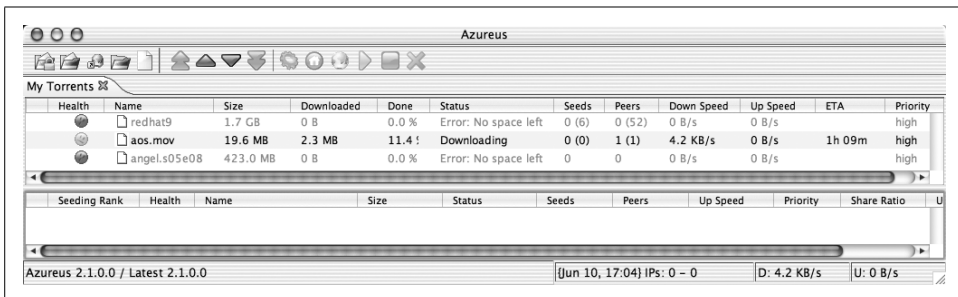 Azureus
My Torrents
Health Name Size Downloaded Done Status Seeds Peers Down Speed Up Speed ETA Priority
redhat9 1.7 GB 0 B 0.0 % Error: No space left 0 (6) 0 (52) 0 B/s 0 B/s high
aos.mov 19.6 MB 2.3 MB 11.4 Downloading 0 (0) 1 (1) 4.2 KB/s 0 B/s 1h 09m high
angel.s05e08 423.0 MB 0 B 0.0 % Error: No space left 0 0 0 B/s 0 B/s high
Seeding Rank Health Name Size Status Seeds Peers Up Speed Priority Share Ratio U
Azureus 2.1.0.0 / Latest 2.1.0.0 {Jun 10, 17:04} IPs: 0 – 0 D: 4.2 KB/s U: 0 B/s